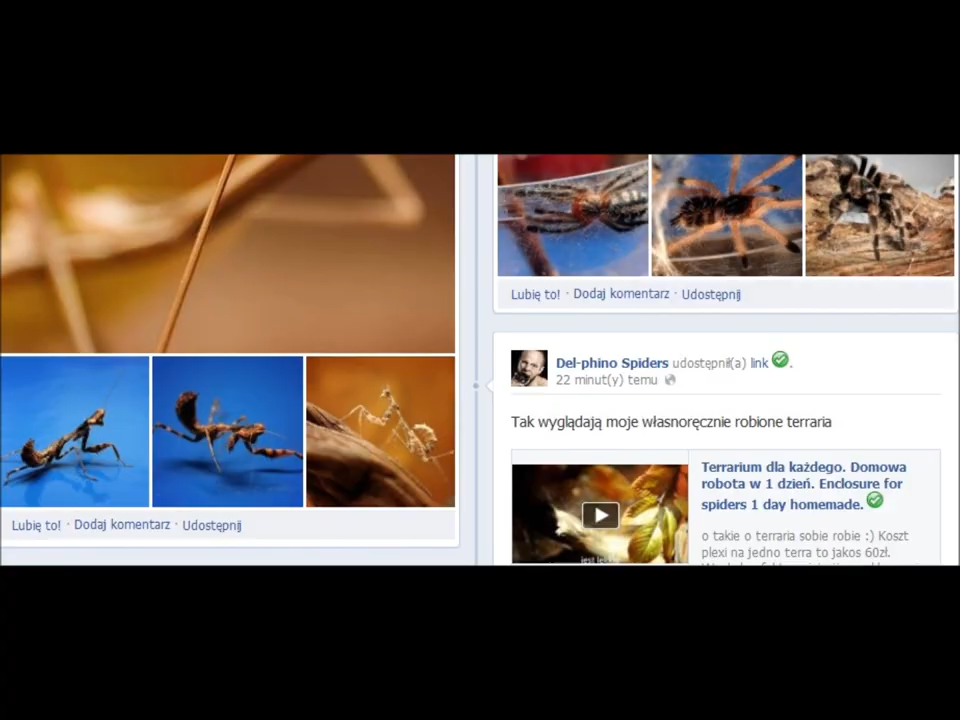 Lubię to! · Dodaj komentarz · Udostępnij
Lubię to! · Dodaj komentarz · Udostępnij
Del-phino Spiders udostępnił(a) link.
22 minut(y) temu
Tak wyglądają moje własnoręcznie robione terraria
Terrarium dla każdego. Domowa
robota w 1 dzień. Enclosure for
spiders 1 day homemade.
o takie o terraria sobie robie :) Koszt
plexi na jedno terra to jakos 60zł.